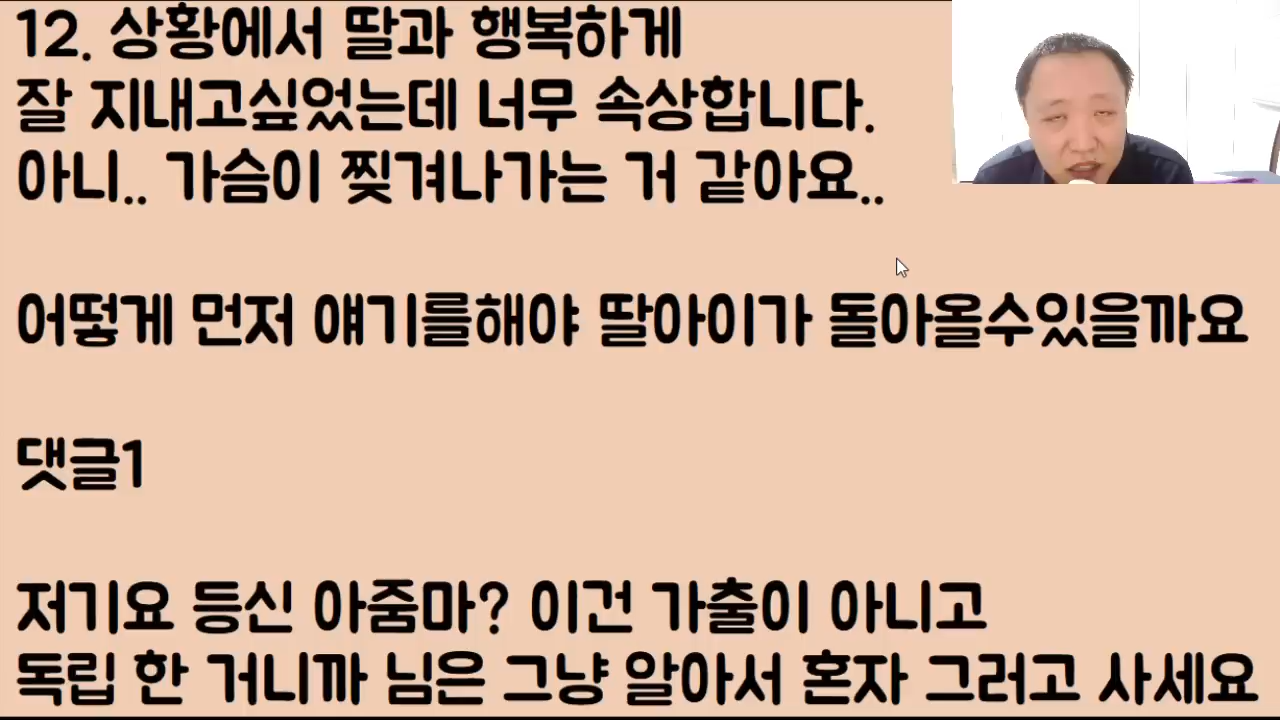 12. 상황에서 딸과 행복하게
잘 지내고싶었는데 너무 속상합니다.
아니.. 가슴이 찢겨나가는 거 같아요..
어떻게 먼저 얘기를해야 딸아이가 돌아올수있을까요
댓글1
저기요 등신 아줌마? 이건 가출이 아니고
독립 한 거니까 님은 그냥 알아서 혼자 그러고 사세요